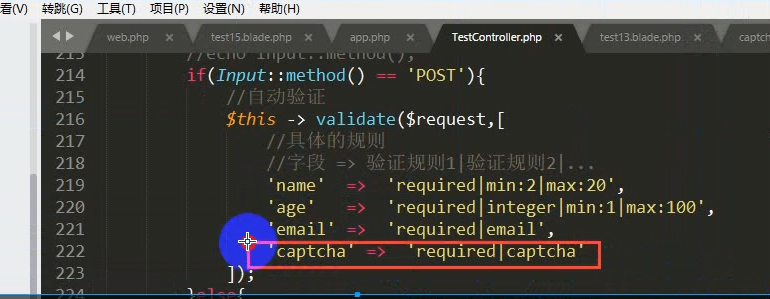 看(V) 转跳(G) 工具(T) 项目(P) 设置(N) 帮助(H)
web.php × test15.blade.php × app.php × TestController.php × test13.blade.php × captch
213 //echo Input::method();
214 if(Input::method() == 'POST'){
215 //自动验证
216 $this -> validate($request,[
217 //具体的规则
218 //字段 => 验证规则1|验证规则2|...
219 'name' => 'required|min:2|max:20',
220 'age' => 'required|integer|min:1|max:100',
221 'email' => 'required|email',
222 'captcha' => 'required|captcha'
223 ]);
}else{